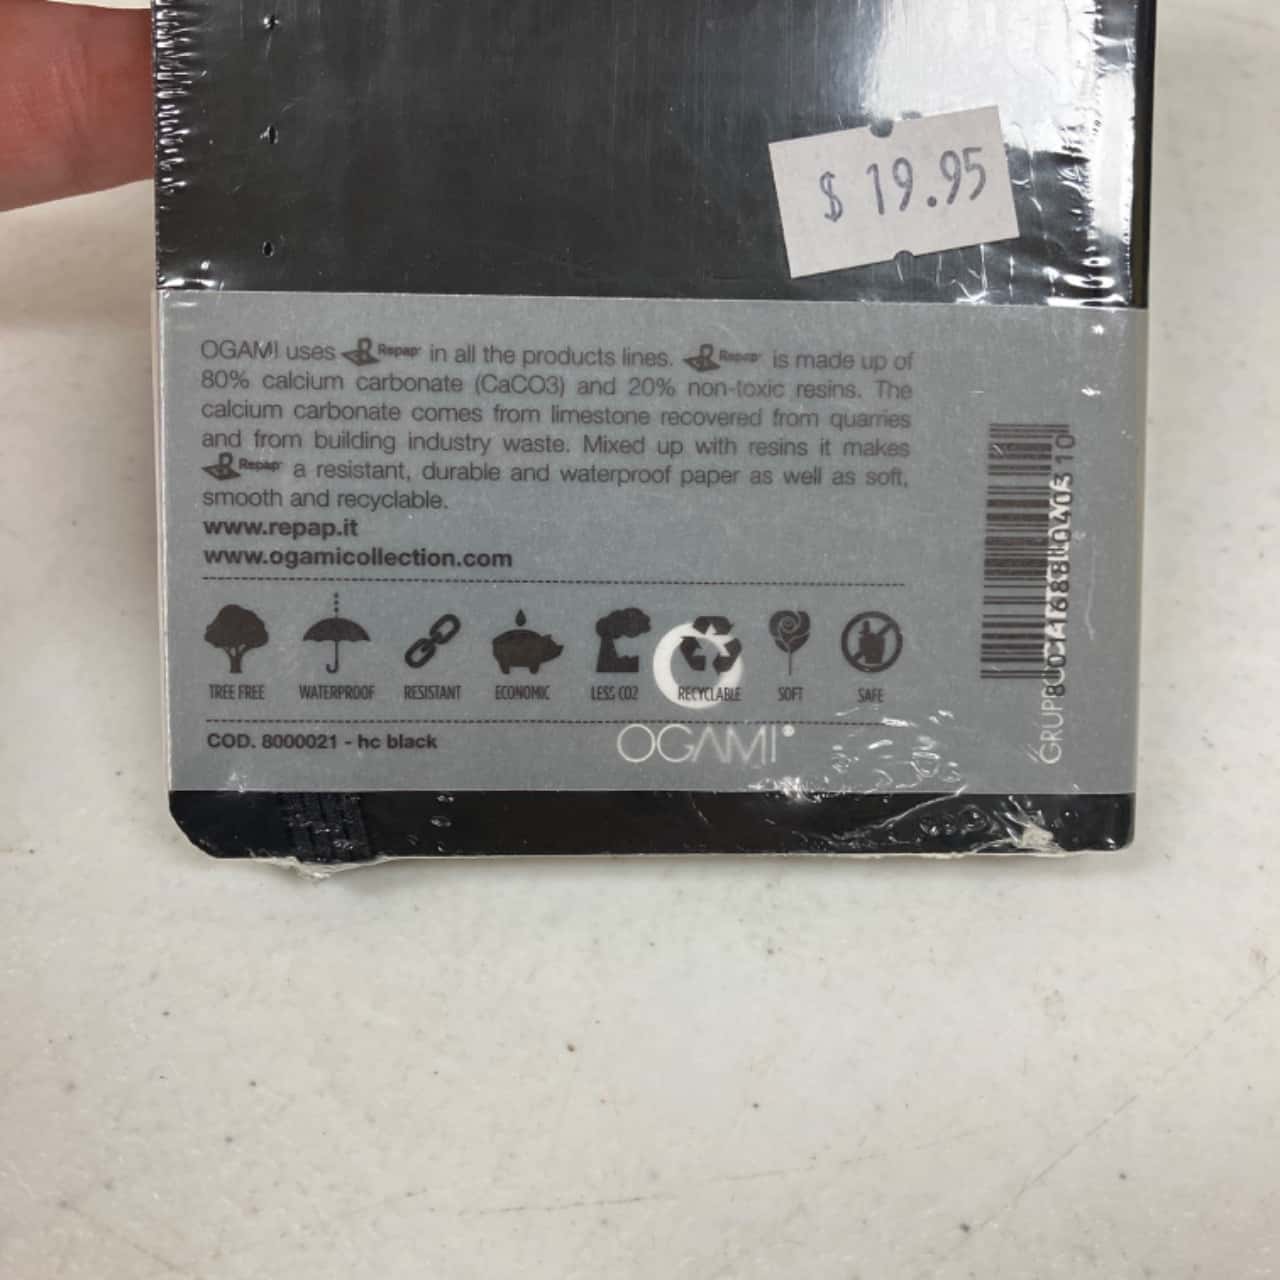 $ 19.95
OGAMI uses Repap in all the products lines. Repap is made up of
80% calcium carbonate (CaCO3) and 20% non-toxic resins. The
calcium carbonate comes from limestone recovered from quarries
and from building industry waste. Mixed up with resins it makes
Repap a resistant, durable and waterproof paper as well as soft,
smooth and recyclable.
www.repap.it
www.ogamicollection.com
TREE FREE WATERPROOF RESISTANT ECONOMIC LESS CO2 RECYCLABLE SOFT SAFE
COD. 8000021 - hc black
OGAMI